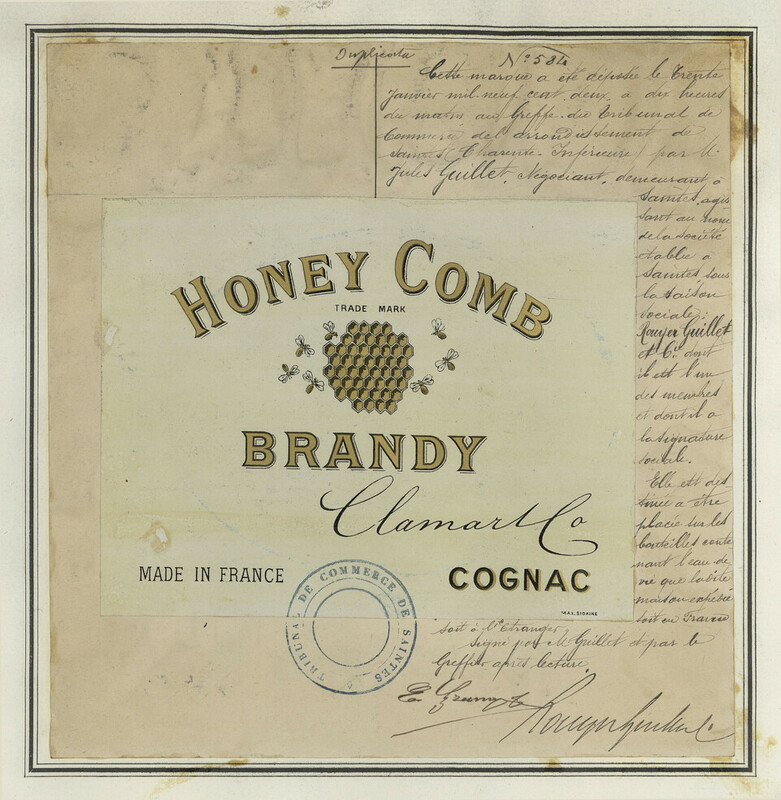 Duplicata
N° 584
Cette marque a été déposée le Trente
Janvier mil-neuf cent deux, à dix heures
du matin au Greffe du Tribunal de
Commerce de l'arrondissement de
Saintes (Charente-Inférieure) par M.
Jules Guillet, Négociant, demeurant à
Saintes, agis
sant au nom
de la société
établie à
Saintes, sous
la raison
sociale:
Rouyer Guillet
& Cie dont
il est l'un
des membres
et dont il a
la signature
sociale.
Elle est des
tinée à être
placée sur les
bouteilles conte
nant l'eau-de-
vie que ladite
maison expédie
soit en France
soit à l'étranger,
Signé par M. Guillet et par le
Greffier après lecture.
Rouyer Guillet & Co
HONEY COMB
TRADE MARK
BRANDY
Clamart Co
MADE IN FRANCE
COGNAC
TRIBUNAL DE COMMERCE DE SAINTES